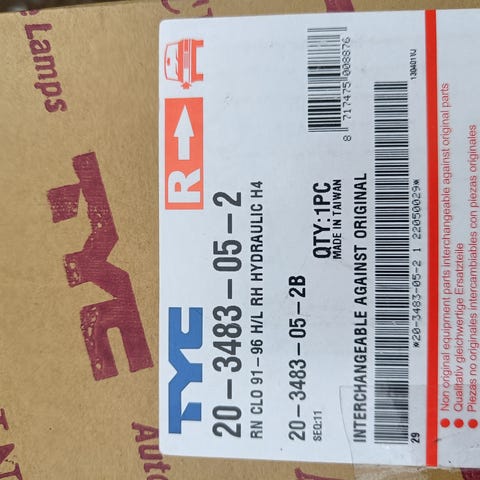 Lamps
TYC
Auto
R
TYC
20-3483-05-2
RN CLO 91-96 H/L RH HYDRAULIC H4
20-3483-05-2B
SEQ:11
QTY:1PC
MADE IN TAIWAN
8 717475 008876
130401VJ
INTERCHANGEABLE AGAINST ORIGINAL
*20-3483-05-2 1 22050029*
29
Non original equipment parts interchangeable against original parts
Qualitativ gleichwertige Ersatzteile
Piezas no originales intercambiables con piezas originales